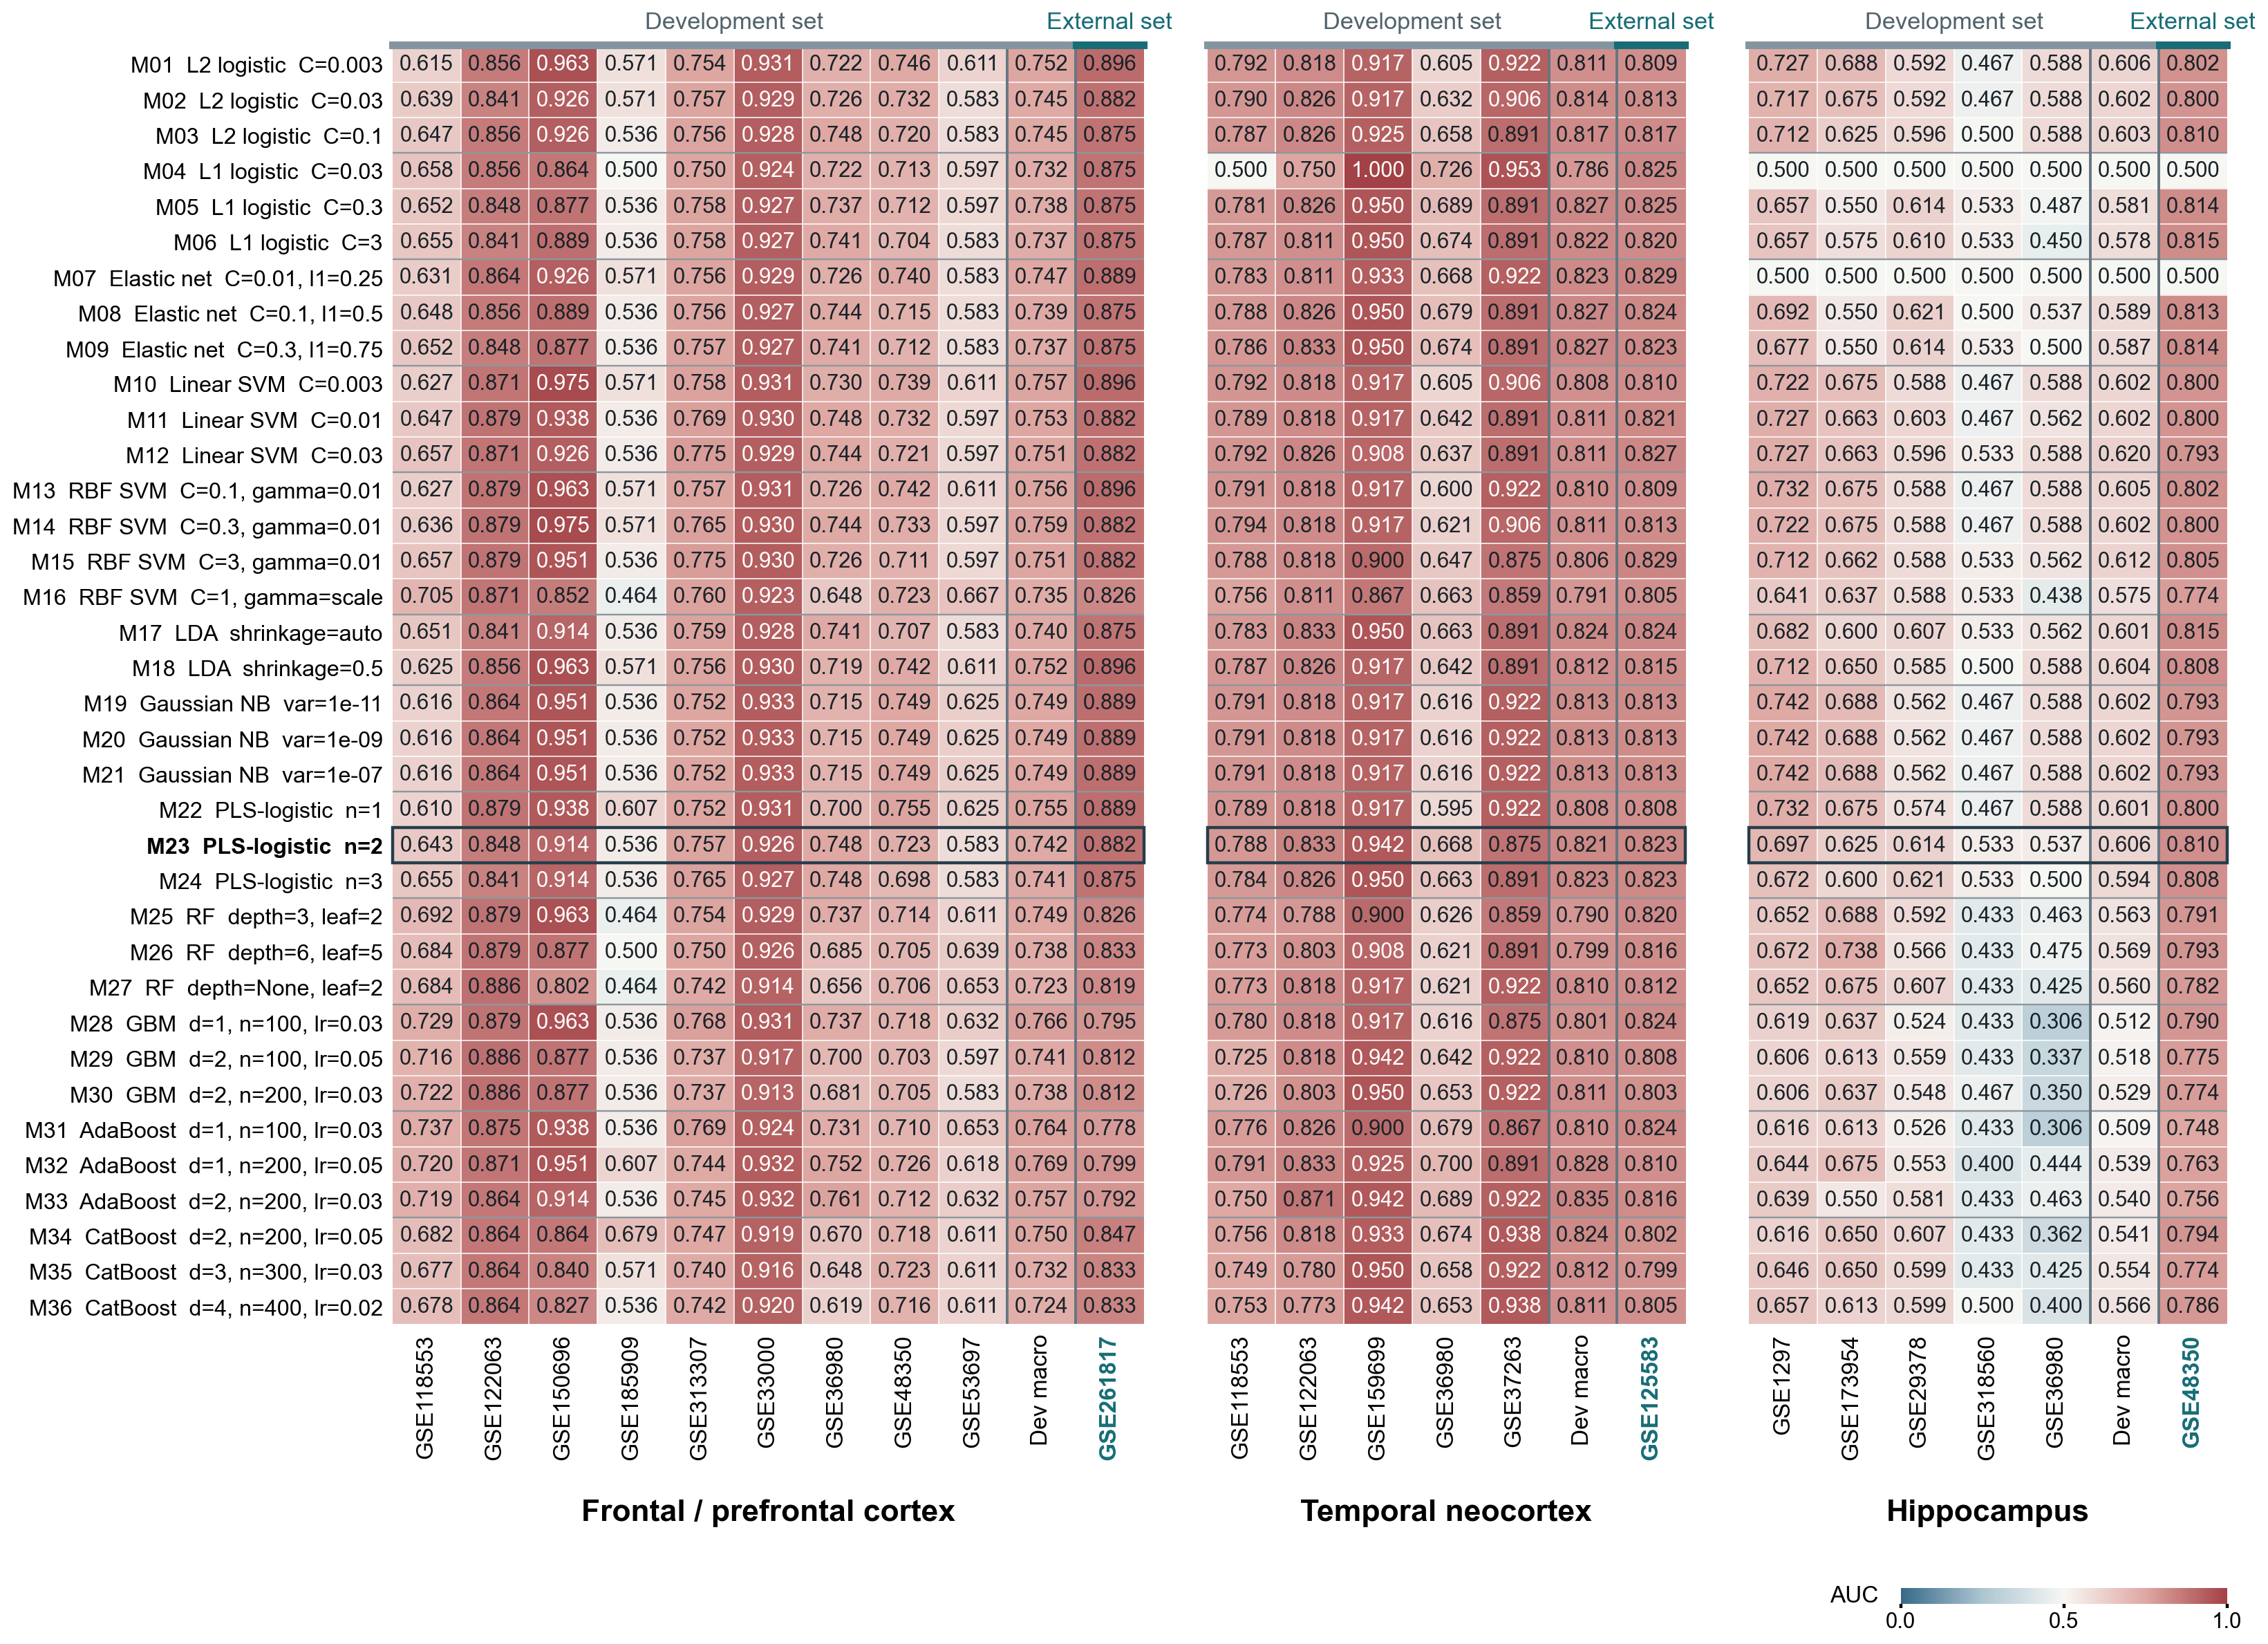 Development set External set Development set External set Development set External set
M01 L2 logistic C=0.003 0.615 0.856 0.963 0.571 0.754 0.931 0.722 0.746 0.611 0.752 0.896 0.792 0.818 0.917 0.605 0.922 0.811 0.809 0.727 0.688 0.592 0.467 0.588 0.606 0.802
M02 L2 logistic C=0.03 0.639 0.841 0.926 0.571 0.757 0.929 0.726 0.732 0.583 0.745 0.882 0.790 0.826 0.917 0.632 0.906 0.814 0.813 0.717 0.675 0.592 0.467 0.588 0.602 0.800
M03 L2 logistic C=0.1 0.647 0.856 0.926 0.536 0.756 0.928 0.748 0.720 0.583 0.745 0.875 0.787 0.826 0.925 0.658 0.891 0.817 0.817 0.712 0.625 0.596 0.500 0.588 0.603 0.810
M04 L1 logistic C=0.03 0.658 0.856 0.864 0.500 0.750 0.924 0.722 0.713 0.597 0.732 0.875 0.500 0.750 1.000 0.726 0.953 0.786 0.825 0.500 0.500 0.500 0.500 0.500 0.500 0.500
M05 L1 logistic C=0.3 0.652 0.848 0.877 0.536 0.758 0.927 0.737 0.712 0.597 0.738 0.875 0.781 0.826 0.950 0.689 0.891 0.827 0.825 0.657 0.550 0.614 0.533 0.487 0.581 0.814
M06 L1 logistic C=3 0.655 0.841 0.889 0.536 0.758 0.927 0.741 0.704 0.583 0.737 0.875 0.787 0.811 0.950 0.674 0.891 0.822 0.820 0.657 0.575 0.610 0.533 0.450 0.578 0.815
M07 Elastic net C=0.01, l1=0.25 0.631 0.864 0.926 0.571 0.756 0.929 0.726 0.740 0.583 0.747 0.889 0.783 0.811 0.933 0.668 0.922 0.823 0.829 0.500 0.500 0.500 0.500 0.500 0.500 0.500
M08 Elastic net C=0.1, l1=0.5 0.648 0.856 0.889 0.536 0.756 0.927 0.744 0.715 0.583 0.739 0.875 0.788 0.826 0.950 0.679 0.891 0.827 0.824 0.692 0.550 0.621 0.500 0.537 0.589 0.813
M09 Elastic net C=0.3, l1=0.75 0.652 0.848 0.877 0.536 0.757 0.927 0.741 0.712 0.583 0.737 0.875 0.786 0.833 0.950 0.674 0.891 0.827 0.823 0.677 0.550 0.614 0.533 0.500 0.587 0.814
M10 Linear SVM C=0.003 0.627 0.871 0.975 0.571 0.758 0.931 0.730 0.739 0.611 0.757 0.896 0.792 0.818 0.917 0.605 0.906 0.808 0.810 0.722 0.675 0.588 0.467 0.588 0.602 0.800
M11 Linear SVM C=0.01 0.647 0.879 0.938 0.536 0.769 0.930 0.748 0.732 0.597 0.753 0.882 0.789 0.818 0.917 0.642 0.891 0.811 0.821 0.727 0.663 0.603 0.467 0.562 0.602 0.800
M12 Linear SVM C=0.03 0.657 0.871 0.926 0.536 0.775 0.929 0.744 0.721 0.597 0.751 0.882 0.792 0.826 0.908 0.637 0.891 0.811 0.827 0.727 0.663 0.596 0.533 0.588 0.620 0.793
M13 RBF SVM C=0.1, gamma=0.01 0.627 0.879 0.963 0.571 0.757 0.931 0.726 0.742 0.611 0.756 0.896 0.791 0.818 0.917 0.600 0.922 0.810 0.809 0.732 0.675 0.588 0.467 0.588 0.605 0.802
M14 RBF SVM C=0.3, gamma=0.01 0.636 0.879 0.975 0.571 0.765 0.930 0.744 0.733 0.597 0.759 0.882 0.794 0.818 0.917 0.621 0.906 0.811 0.813 0.722 0.675 0.588 0.467 0.588 0.602 0.800
M15 RBF SVM C=3, gamma=0.01 0.657 0.879 0.951 0.536 0.775 0.930 0.726 0.711 0.597 0.751 0.882 0.788 0.818 0.900 0.647 0.875 0.806 0.829 0.712 0.662 0.588 0.533 0.562 0.612 0.805
M16 RBF SVM C=1, gamma=scale 0.705 0.871 0.852 0.464 0.760 0.923 0.648 0.723 0.667 0.735 0.826 0.756 0.811 0.867 0.663 0.859 0.791 0.805 0.641 0.637 0.588 0.533 0.438 0.575 0.774
M17 LDA shrinkage=auto 0.651 0.841 0.914 0.536 0.759 0.928 0.741 0.707 0.583 0.740 0.875 0.783 0.833 0.950 0.663 0.891 0.824 0.824 0.682 0.600 0.607 0.533 0.562 0.601 0.815
M18 LDA shrinkage=0.5 0.625 0.856 0.963 0.571 0.756 0.930 0.719 0.742 0.611 0.752 0.896 0.787 0.826 0.917 0.642 0.891 0.812 0.815 0.712 0.650 0.585 0.500 0.588 0.604 0.808
M19 Gaussian NB var=1e-11 0.616 0.864 0.951 0.536 0.752 0.933 0.715 0.749 0.625 0.749 0.889 0.791 0.818 0.917 0.616 0.922 0.813 0.813 0.742 0.688 0.562 0.467 0.588 0.602 0.793
M20 Gaussian NB var=1e-09 0.616 0.864 0.951 0.536 0.752 0.933 0.715 0.749 0.625 0.749 0.889 0.791 0.818 0.917 0.616 0.922 0.813 0.813 0.742 0.688 0.562 0.467 0.588 0.602 0.793
M21 Gaussian NB var=1e-07 0.616 0.864 0.951 0.536 0.752 0.933 0.715 0.749 0.625 0.749 0.889 0.791 0.818 0.917 0.616 0.922 0.813 0.813 0.742 0.688 0.562 0.467 0.588 0.602 0.793
M22 PLS-logistic n=1 0.610 0.879 0.938 0.607 0.752 0.931 0.700 0.755 0.625 0.755 0.889 0.789 0.818 0.917 0.595 0.922 0.808 0.808 0.732 0.675 0.574 0.467 0.588 0.601 0.800
M23 PLS-logistic n=2 0.643 0.848 0.914 0.536 0.757 0.926 0.748 0.723 0.583 0.742 0.882 0.788 0.833 0.942 0.668 0.875 0.821 0.823 0.697 0.625 0.614 0.533 0.537 0.606 0.810
M24 PLS-logistic n=3 0.655 0.841 0.914 0.536 0.765 0.927 0.748 0.698 0.583 0.741 0.875 0.784 0.826 0.950 0.663 0.891 0.823 0.823 0.672 0.600 0.621 0.533 0.500 0.594 0.808
M25 RF depth=3, leaf=2 0.692 0.879 0.963 0.464 0.754 0.929 0.737 0.714 0.611 0.749 0.826 0.774 0.788 0.900 0.626 0.859 0.790 0.820 0.652 0.688 0.592 0.433 0.463 0.563 0.791
M26 RF depth=6, leaf=5 0.684 0.879 0.877 0.500 0.750 0.926 0.685 0.705 0.639 0.738 0.833 0.773 0.803 0.908 0.621 0.891 0.799 0.816 0.672 0.738 0.566 0.433 0.475 0.569 0.793
M27 RF depth=None, leaf=2 0.684 0.886 0.802 0.464 0.742 0.914 0.656 0.706 0.653 0.723 0.819 0.773 0.818 0.917 0.621 0.922 0.810 0.812 0.652 0.675 0.607 0.433 0.425 0.560 0.782
M28 GBM d=1, n=100, lr=0.03 0.729 0.879 0.963 0.536 0.768 0.931 0.737 0.718 0.632 0.766 0.795 0.780 0.818 0.917 0.616 0.875 0.801 0.824 0.619 0.637 0.524 0.433 0.306 0.512 0.790
M29 GBM d=2, n=100, lr=0.05 0.716 0.886 0.877 0.536 0.737 0.917 0.700 0.703 0.597 0.741 0.812 0.725 0.818 0.942 0.642 0.922 0.810 0.808 0.606 0.613 0.559 0.433 0.337 0.518 0.775
M30 GBM d=2, n=200, lr=0.03 0.722 0.886 0.877 0.536 0.737 0.913 0.681 0.705 0.583 0.738 0.812 0.726 0.803 0.950 0.653 0.922 0.811 0.803 0.606 0.637 0.548 0.467 0.350 0.529 0.774
M31 AdaBoost d=1, n=100, lr=0.03 0.737 0.875 0.938 0.536 0.769 0.924 0.731 0.710 0.653 0.764 0.778 0.776 0.826 0.900 0.679 0.867 0.810 0.824 0.616 0.613 0.526 0.433 0.306 0.509 0.748
M32 AdaBoost d=1, n=200, lr=0.05 0.720 0.871 0.951 0.607 0.744 0.932 0.752 0.726 0.618 0.769 0.799 0.791 0.833 0.925 0.700 0.891 0.828 0.810 0.644 0.675 0.553 0.400 0.444 0.539 0.763
M33 AdaBoost d=2, n=200, lr=0.03 0.719 0.864 0.914 0.536 0.745 0.932 0.761 0.712 0.632 0.757 0.792 0.750 0.871 0.942 0.689 0.922 0.835 0.816 0.639 0.550 0.581 0.433 0.463 0.540 0.756
M34 CatBoost d=2, n=200, lr=0.05 0.682 0.864 0.864 0.679 0.747 0.919 0.670 0.718 0.611 0.750 0.847 0.756 0.818 0.933 0.674 0.938 0.824 0.802 0.616 0.650 0.607 0.433 0.362 0.541 0.794
M35 CatBoost d=3, n=300, lr=0.03 0.677 0.864 0.840 0.571 0.740 0.916 0.648 0.723 0.611 0.732 0.833 0.749 0.780 0.950 0.658 0.922 0.812 0.799 0.646 0.650 0.599 0.433 0.425 0.554 0.774
M36 CatBoost d=4, n=400, lr=0.02 0.678 0.864 0.827 0.536 0.742 0.920 0.619 0.716 0.611 0.724 0.833 0.753 0.773 0.942 0.653 0.938 0.811 0.805 0.657 0.613 0.599 0.500 0.400 0.566 0.786
GSE118553 GSE122063 GSE150696 GSE185909 GSE313307 GSE33000 GSE36980 GSE48350 GSE53697 Dev macro GSE261817 GSE118553 GSE122063 GSE159699 GSE36980 GSE37263 Dev macro GSE125583 GSE1297 GSE173954 GSE29378 GSE318560 GSE36980 Dev macro GSE48350
Frontal / prefrontal cortex Temporal neocortex Hippocampus
AUC
0.0 0.5 1.0